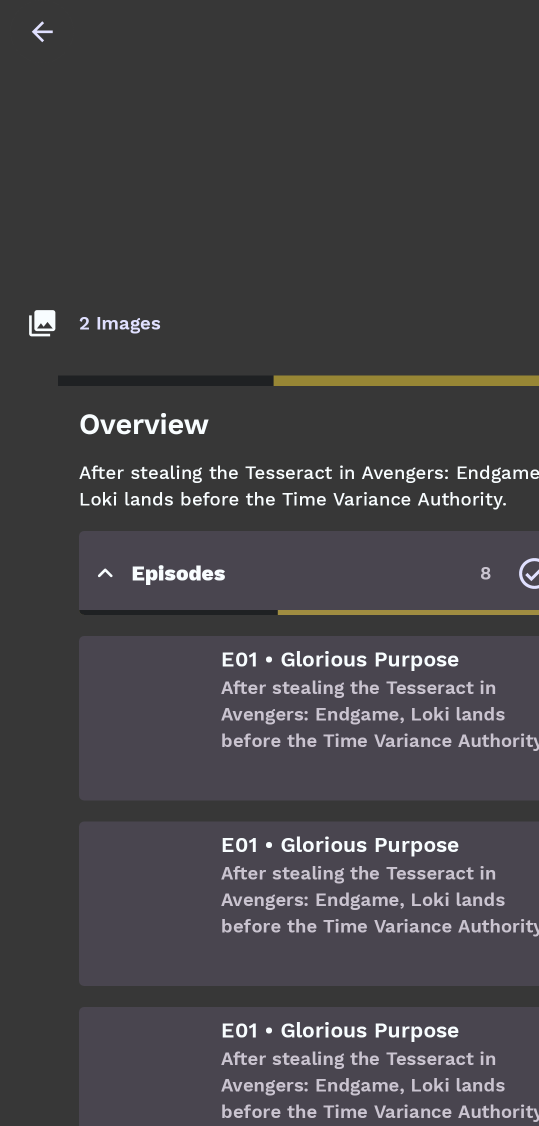 2 Images
Overview
After stealing the Tesseract in Avengers: Endgame
Loki lands before the Time Variance Authority.
Episodes 8
E01 • Glorious Purpose
After stealing the Tesseract in
Avengers: Endgame, Loki lands
before the Time Variance Authority
E01 • Glorious Purpose
After stealing the Tesseract in
Avengers: Endgame, Loki lands
before the Time Variance Authority
E01 • Glorious Purpose
After stealing the Tesseract in
Avengers: Endgame, Loki lands
before the Time Variance Authority